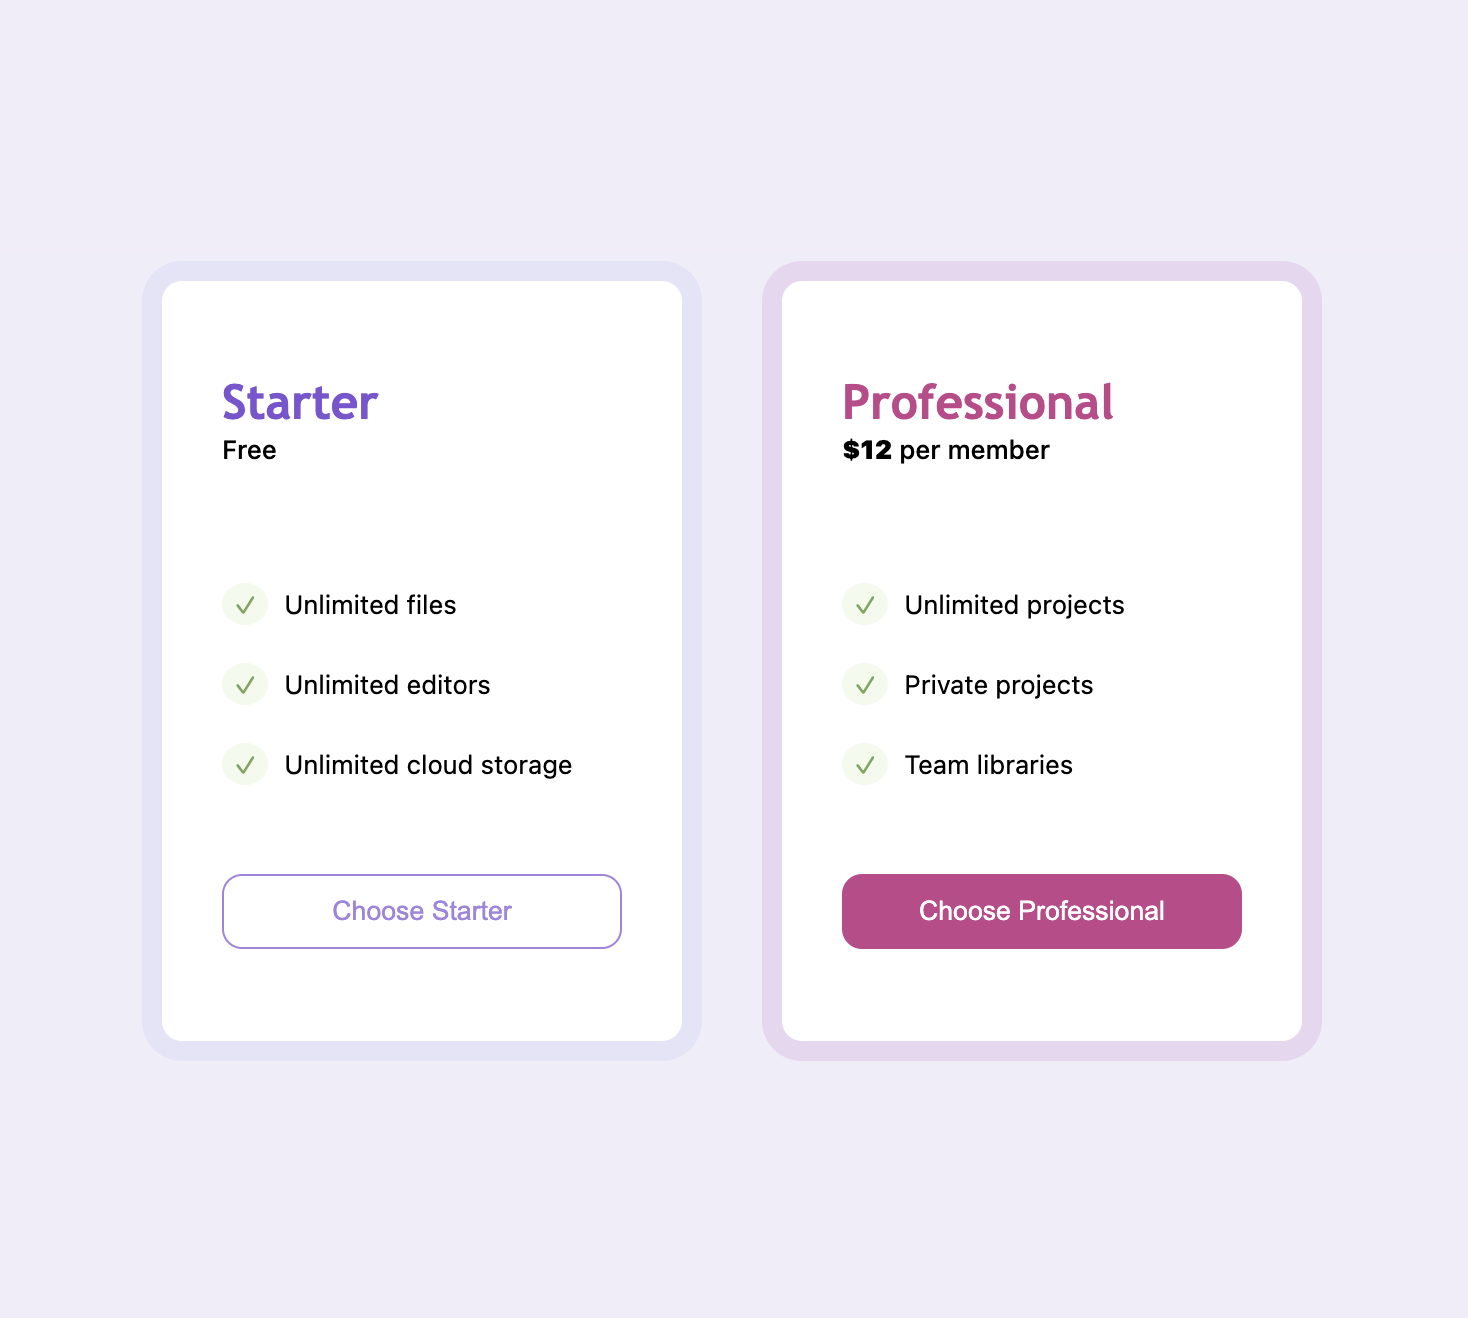 Starter
Free
Unlimited files
Unlimited editors
Unlimited cloud storage
Choose Starter
Professional
$12 per member
Unlimited projects
Private projects
Team libraries
Choose Professional